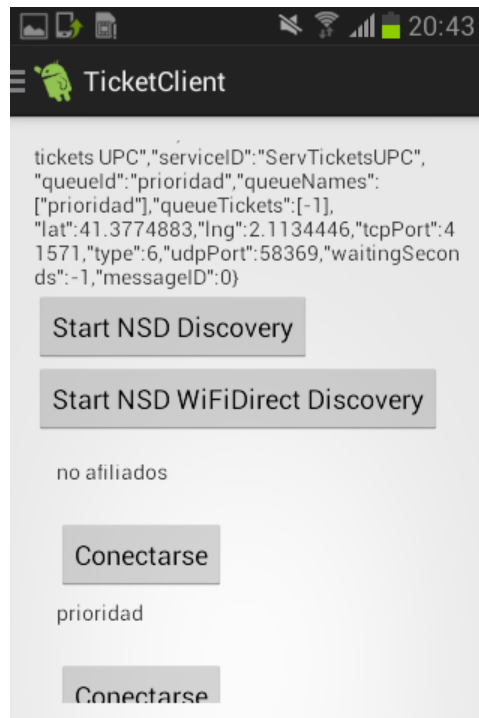 20:43
TicketClient
tickets UPC","serviceID":"ServTicketsUPC",
"queueId":"prioridad","queueNames":
["prioridad"],"queueTickets":[-1],
"lat":41.3774883,"lng":2.1134446,"tcpPort":4
1571,"type":6,"udpPort":58369,"waitingSecon
ds":-1,"messageID":0}
Start NSD Discovery
Start NSD WiFiDirect Discovery
no afiliados
Conectarse
prioridad
Conectarse